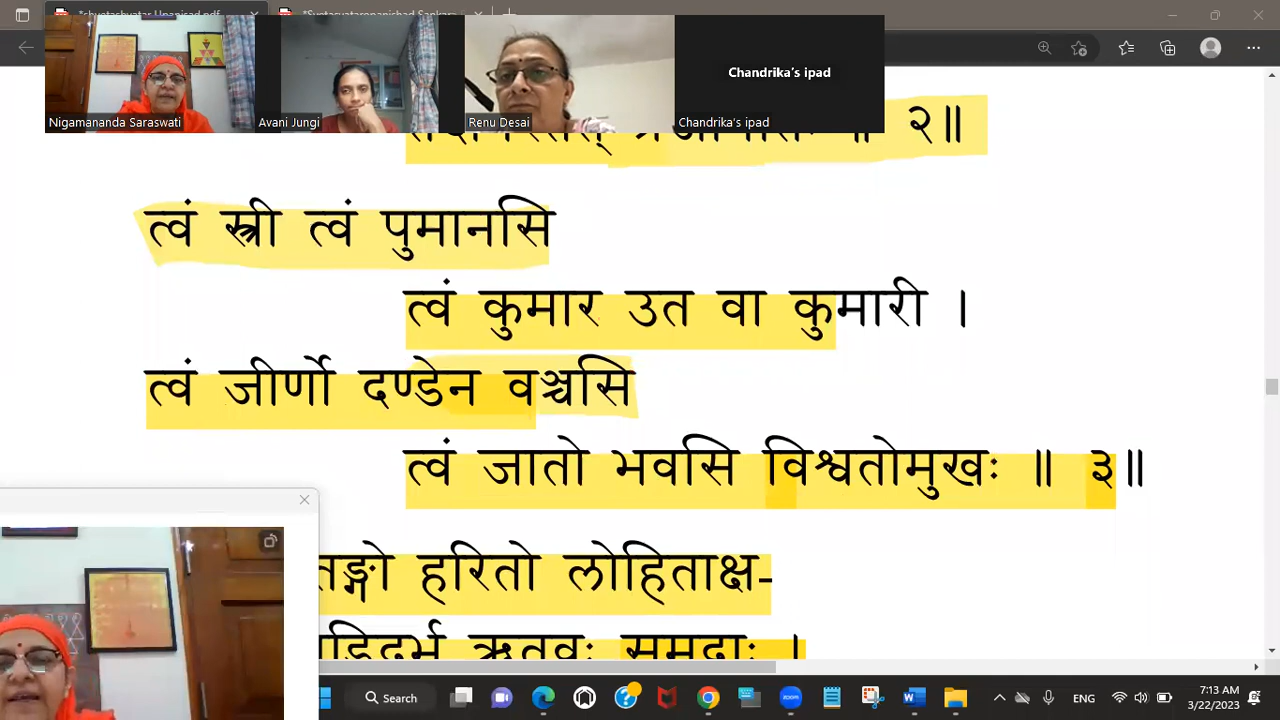 Nigamananda Saraswati
Avani Jungi
Renu Desai
Chandrika's ipad
Chandrika's ipad
॥ २॥
त्वं स्त्री त्वं पुमानसि
त्वं कुमार उत वा कुमारी ।
त्वं जीर्णो दण्डेन वञ्चसि
त्वं जातो भवसि विश्वतोमुखः ॥ ३॥
हरितो लोहिताक्ष-
Search
ENG
7:13 AM
3/22/2023